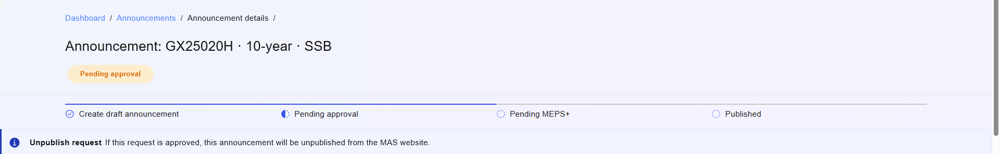 Dashboard / Announcements / Announcement details /
Announcement: GX25020H · 10-year · SSB
Pending approval
Create draft announcement
Pending approval
Pending MEPS+
Published
Unpublish request If this request is approved, this announcement will be unpublished from the MAS website.